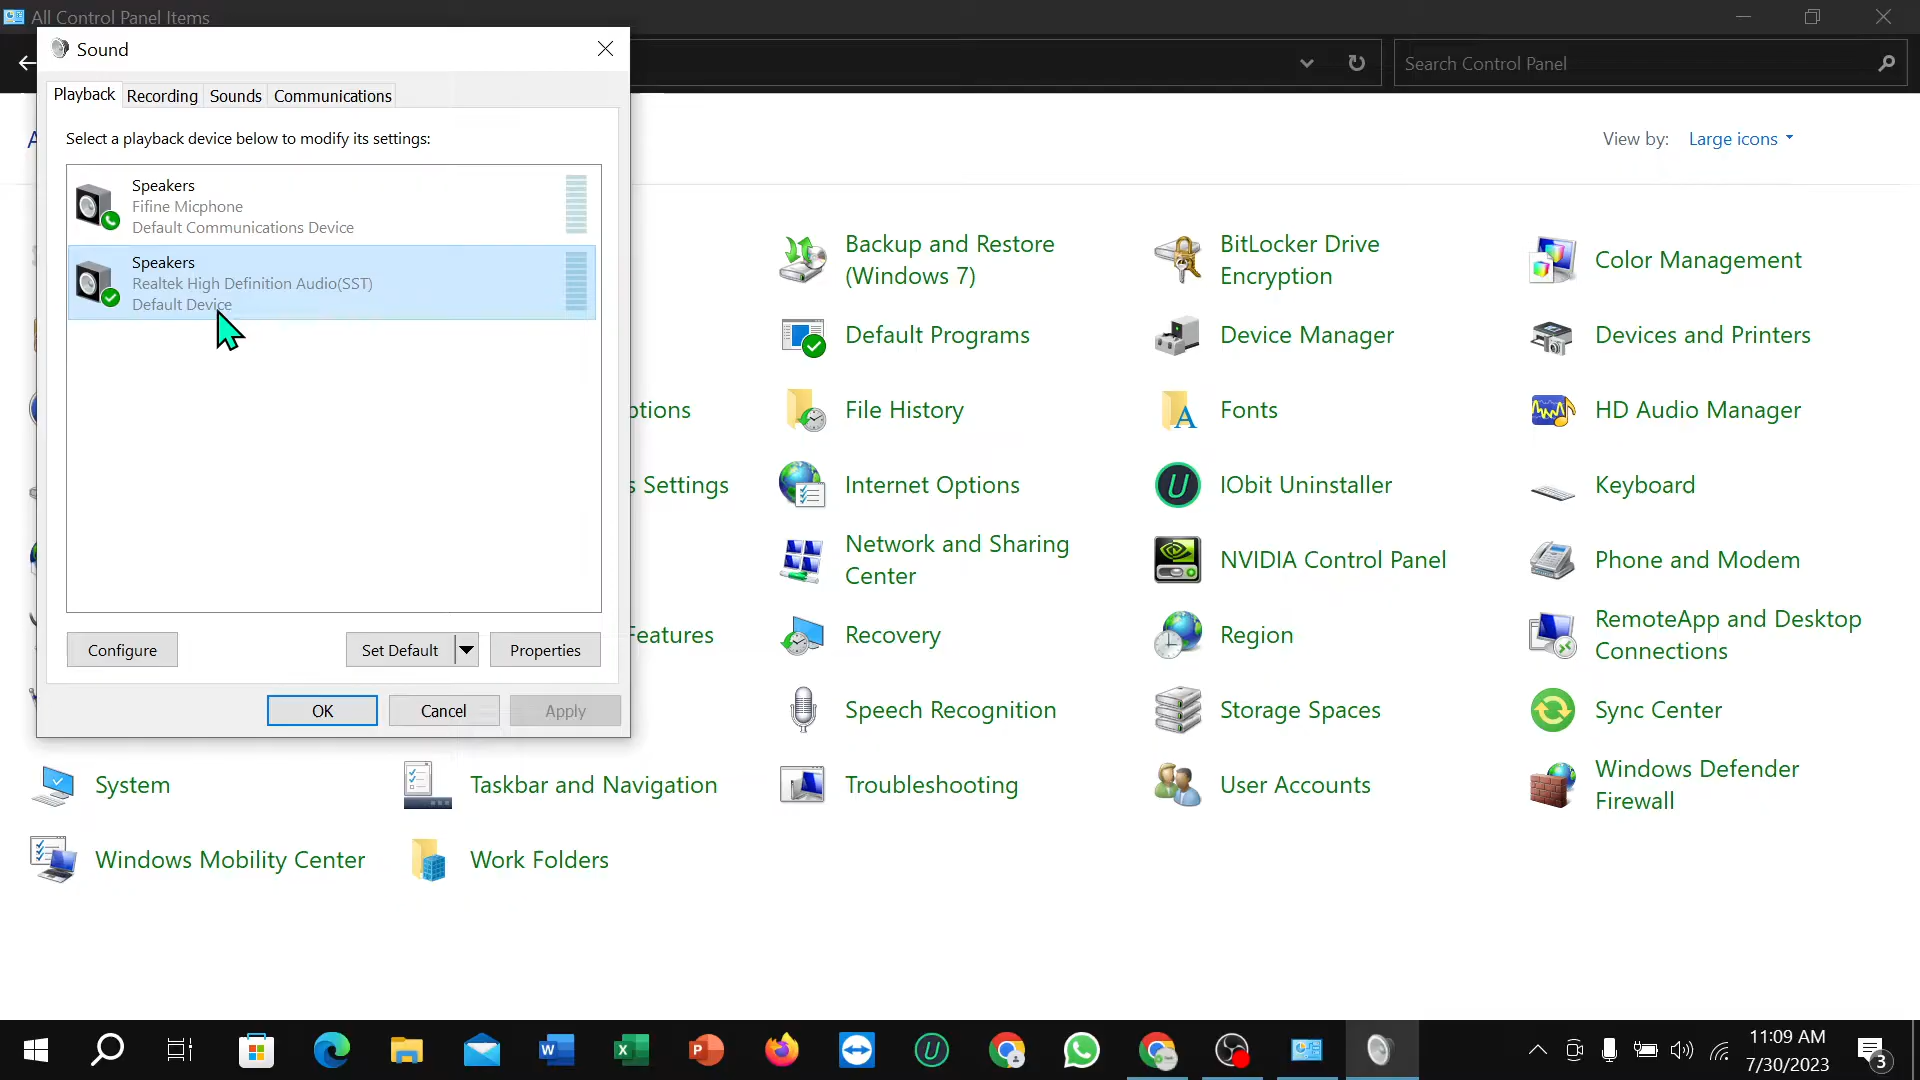 All Control Panel Items
Sound
Search Control Panel
Playback
Recording
Sounds
Communications
Select a playback device below to modify its settings:
View by:
Large icons
Speakers
Fifine Micphone
Default Communications Device
Speakers
Realtek High Definition Audio(SST)
Default Device
Backup and Restore
(Windows 7)
BitLocker Drive
Encryption
Color Management
Default Programs
Device Manager
Devices and Printers
ptions
File History
Fonts
HD Audio Manager
s Settings
Internet Options
IObit Uninstaller
Keyboard
Network and Sharing
Center
NVIDIA Control Panel
Phone and Modem
Features
Recovery
Region
RemoteApp and Desktop
Connections
Configure
Set Default
Properties
OK
Cancel
Apply
Speech Recognition
Storage Spaces
Sync Center
System
Taskbar and Navigation
Troubleshooting
User Accounts
Windows Defender
Firewall
Windows Mobility Center
Work Folders
11:09 AM
7/30/2023
3